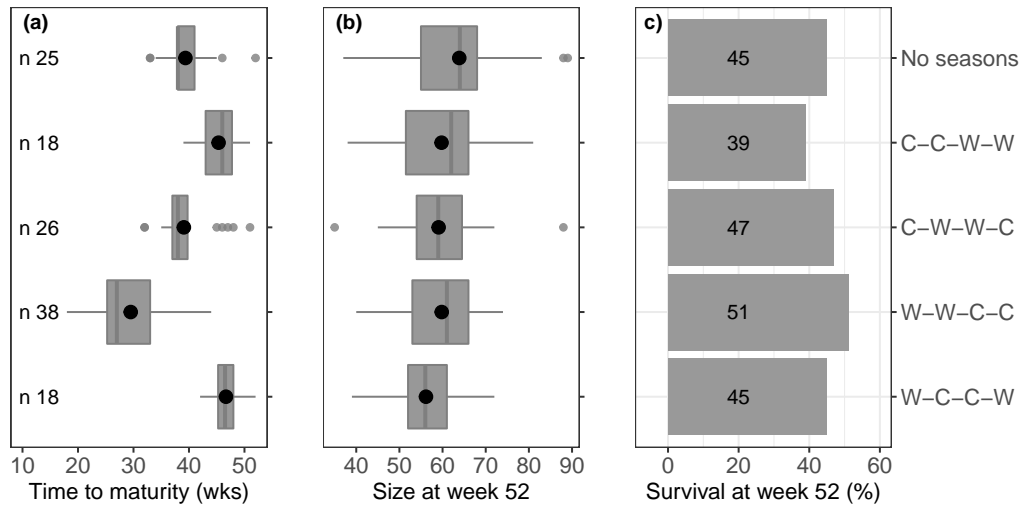 (a) (b) c)
n 25 45 No seasons
n 18 39 C–C–W–W
n 26 47 C–W–W–C
n 38 51 W–W–C–C
n 18 45 W–C–C–W
10 20 30 40 50 40 50 60 70 80 90 0 20 40 60
Time to maturity (wks) Size at week 52 Survival at week 52 (%)